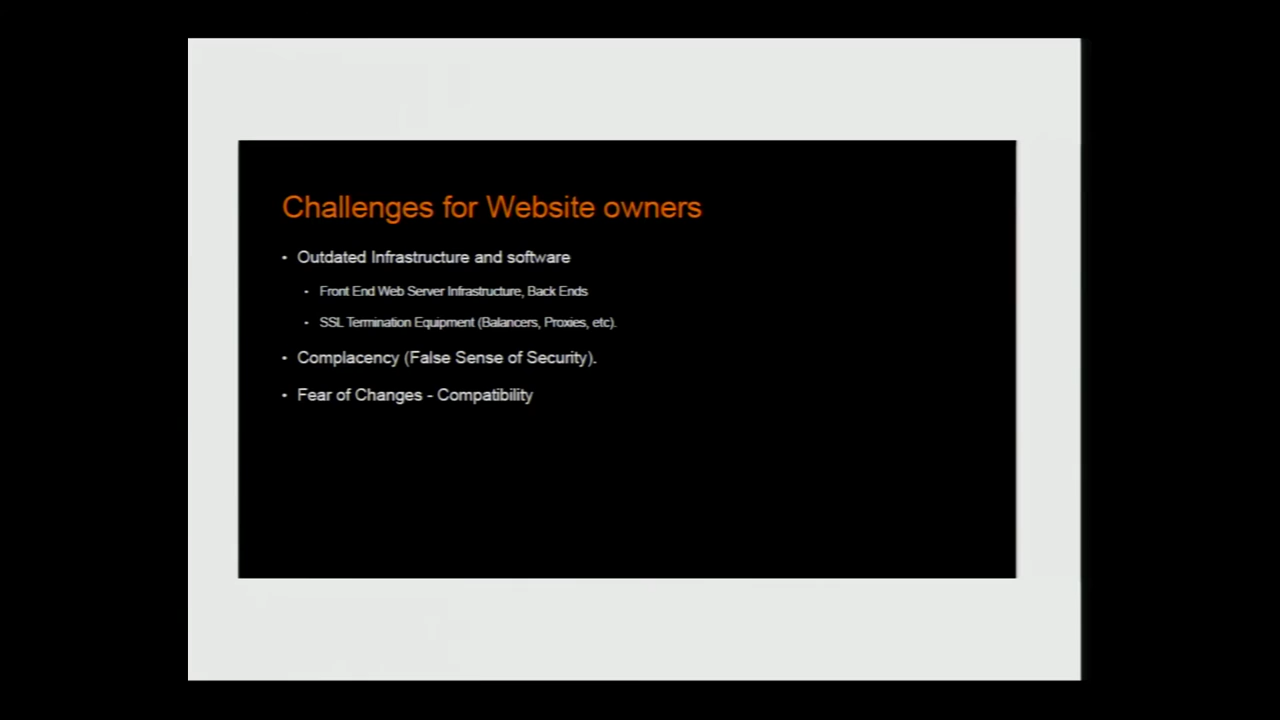 Challenges for Website owners
• Outdated Infrastructure and software
• Front End Web Server Infrastructure, Back Ends
• SSL Termination Equipment (Balancers, Proxies, etc).
• Complacency (False Sense of Security).
• Fear of Changes - Compatibility